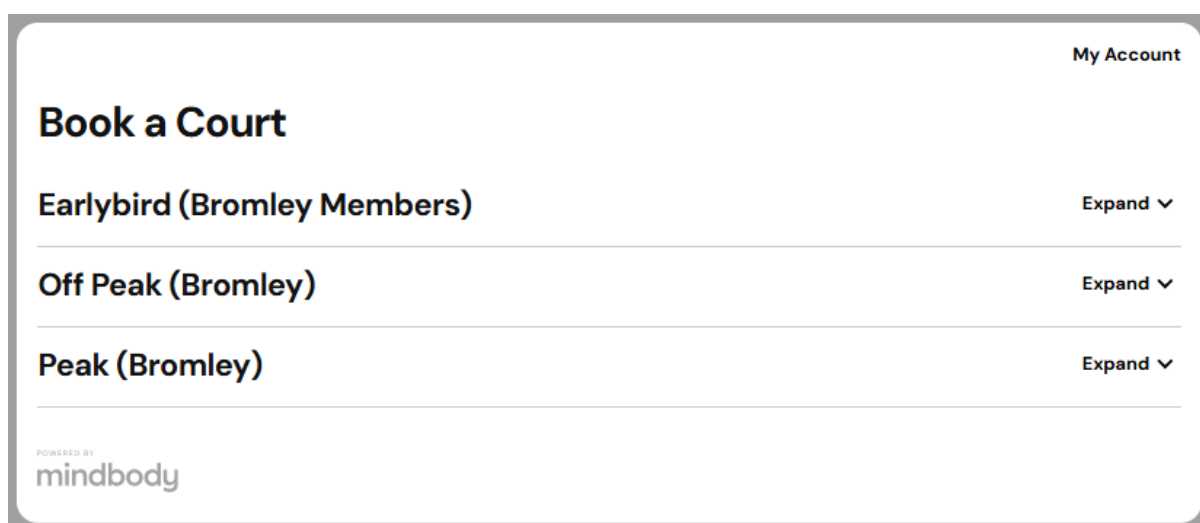 My Account
Book a Court
Earlybird (Bromley Members)
Expand
Off Peak (Bromley)
Expand
Peak (Bromley)
Expand
POWERED BY
mindbody